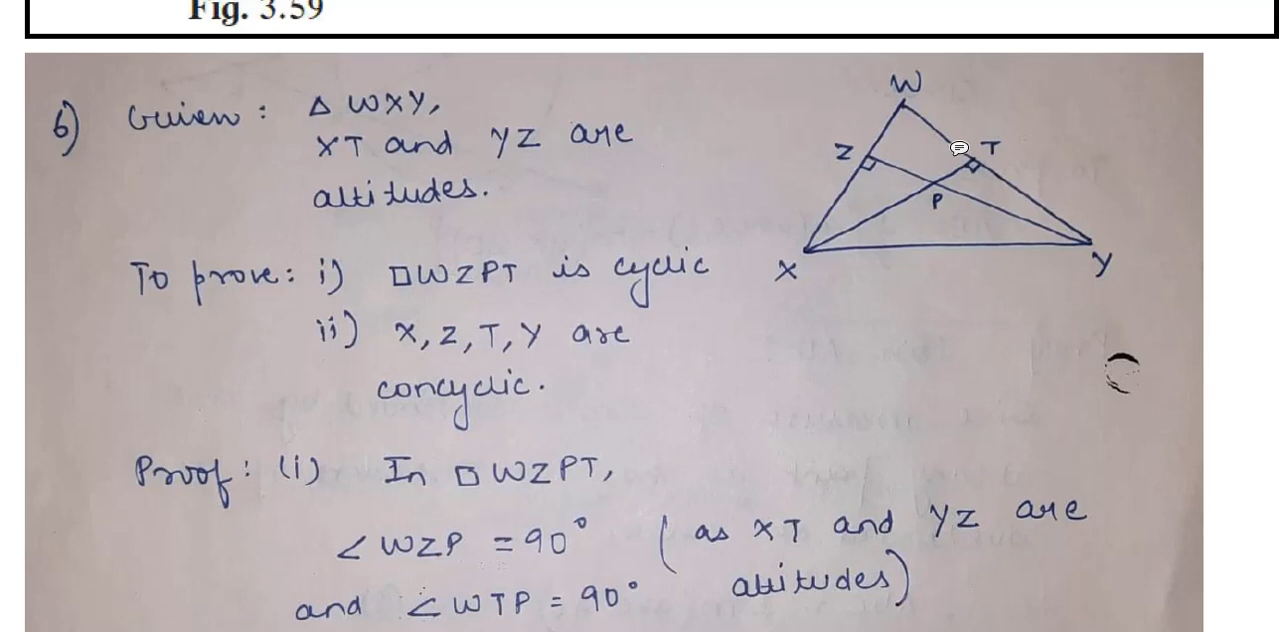 Fig. 3.59
6) Given : △ WXY,
XT and YZ are
altitudes.
W
Z
T
P
X
Y
To prove: i) □WZPT is cyclic
ii) X, Z, T, Y are
concyclic.
Proof: (i) In □ WZPT,
∠ WZP = 90° ( as XT and YZ are
and ∠ WTP = 90° altitudes)